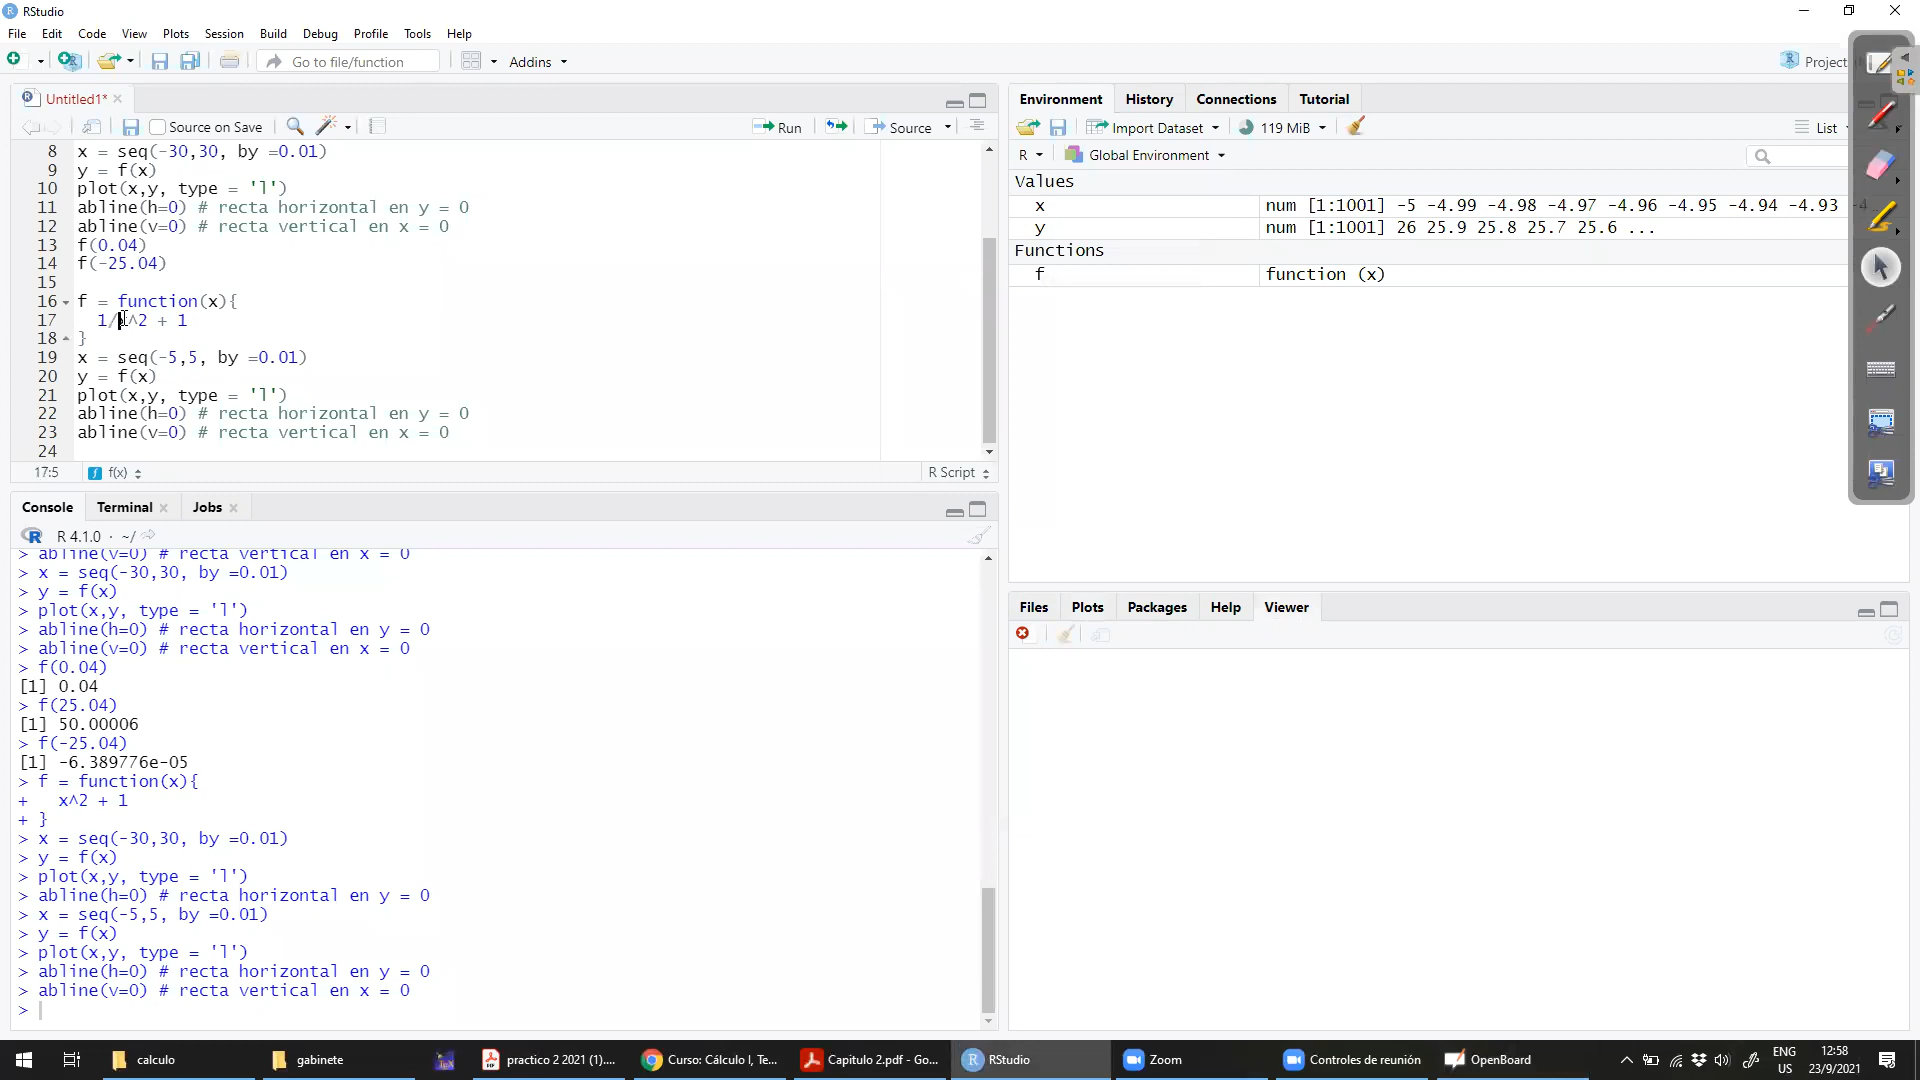 RStudio
File Edit Code View Plots Session Build Debug Profile Tools Help
Go to file/function Addins Project
Untitled1*
Source on Save Run Source
8 x = seq(-30,30, by =0.01)
9 y = f(x)
10 plot(x,y, type = 'l')
11 abline(h=0) # recta horizontal en y = 0
12 abline(v=0) # recta vertical en x = 0
13 f(0.04)
14 f(-25.04)
15
16 f = function(x){
17 1/x^2 + 1
18 }
19 x = seq(-5,5, by =0.01)
20 y = f(x)
21 plot(x,y, type = 'l')
22 abline(h=0) # recta horizontal en y = 0
23 abline(v=0) # recta vertical en x = 0
24
17:5 f(x) R Script
Console Terminal Jobs
R 4.1.0 · ~/
> abline(v=0) # recta vertical en x = 0
> x = seq(-30,30, by =0.01)
> y = f(x)
> plot(x,y, type = 'l')
> abline(h=0) # recta horizontal en y = 0
> abline(v=0) # recta vertical en x = 0
> f(0.04)
[1] 0.04
> f(25.04)
[1] 50.00006
> f(-25.04)
[1] -6.389776e-05
> f = function(x){
+ x^2 + 1
+ }
> x = seq(-30,30, by =0.01)
> y = f(x)
> plot(x,y, type = 'l')
> abline(h=0) # recta horizontal en y = 0
> x = seq(-5,5, by =0.01)
> y = f(x)
> plot(x,y, type = 'l')
> abline(h=0) # recta horizontal en y = 0
> abline(v=0) # recta vertical en x = 0
>
Environment History Connections Tutorial
Import Dataset 119 MiB List
R Global Environment
Values
x num [1:1001] -5 -4.99 -4.98 -4.97 -4.96 -4.95 -4.94 -4.93
y num [1:1001] 26 25.9 25.8 25.7 25.6 ...
Functions
f function (x)
Files Plots Packages Help Viewer
calculo gabinete practico 2 2021 (1).... Curso: Cálculo I, Te... Capitulo 2.pdf - Go... RStudio Zoom Controles de reunión OpenBoard
ENG US
12:58
23/9/2021